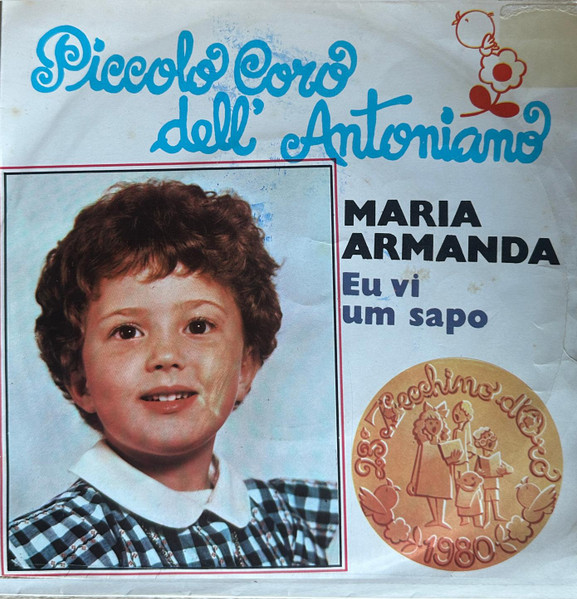 Piccolo Coro
dell' Antoniano
MARIA
ARMANDA
Eu vi
um sapo
23° Zecchino d'Oro
1980